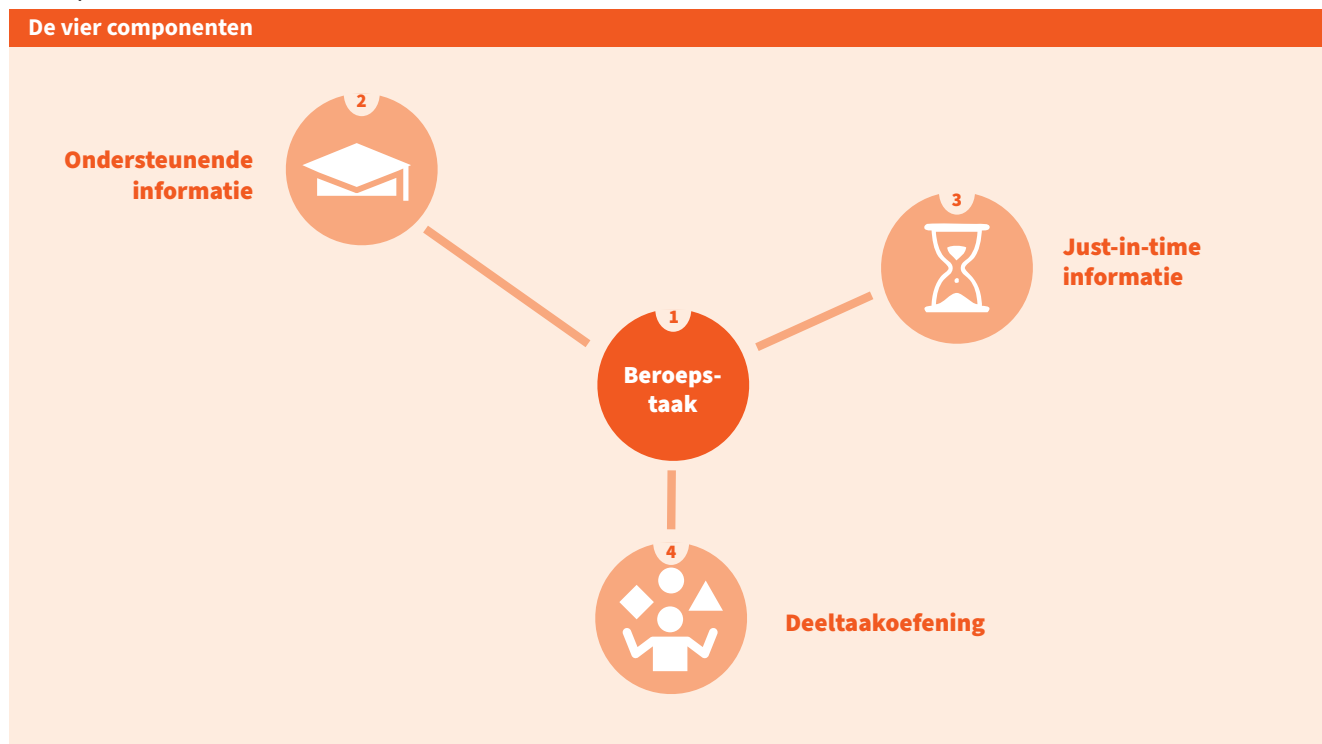 De vier componenten
2
Ondersteunende
informatie
3
Just-in-time
informatie
1
Beroeps-
taak
4
Deeltaakoefening